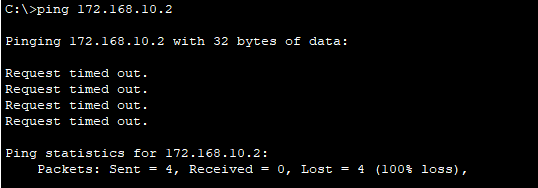 C:\>ping 172.168.10.2
Pinging 172.168.10.2 with 32 bytes of data:
Request timed out.
Request timed out.
Request timed out.
Request timed out.
Ping statistics for 172.168.10.2:
Packets: Sent = 4, Received = 0, Lost = 4 (100% loss),